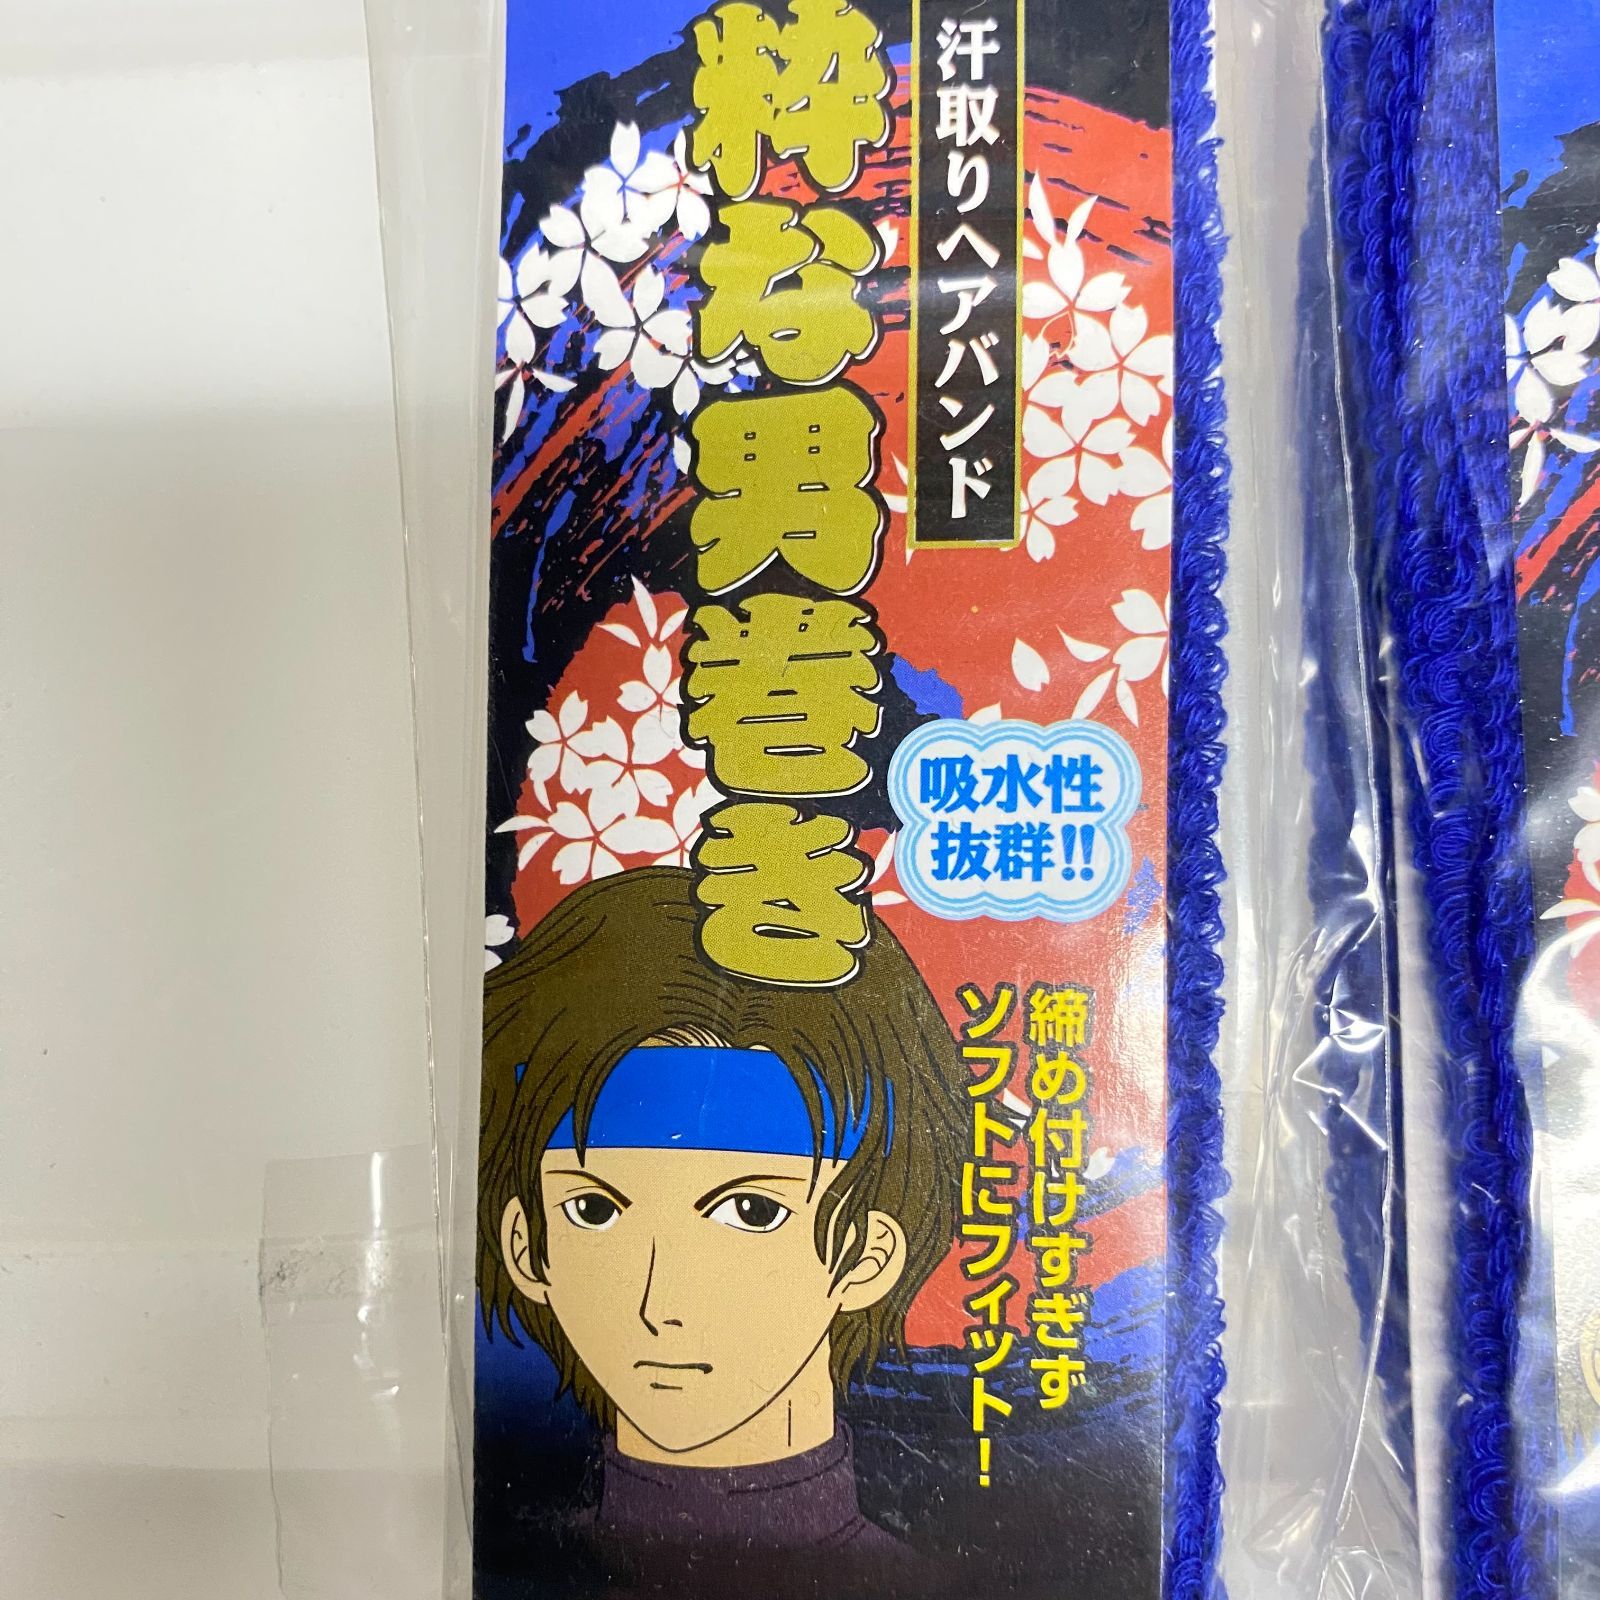 汗取りヘアバンド
粋な男巻き
吸水性
抜群!!
締め付けすぎず
ソフトにフィット!